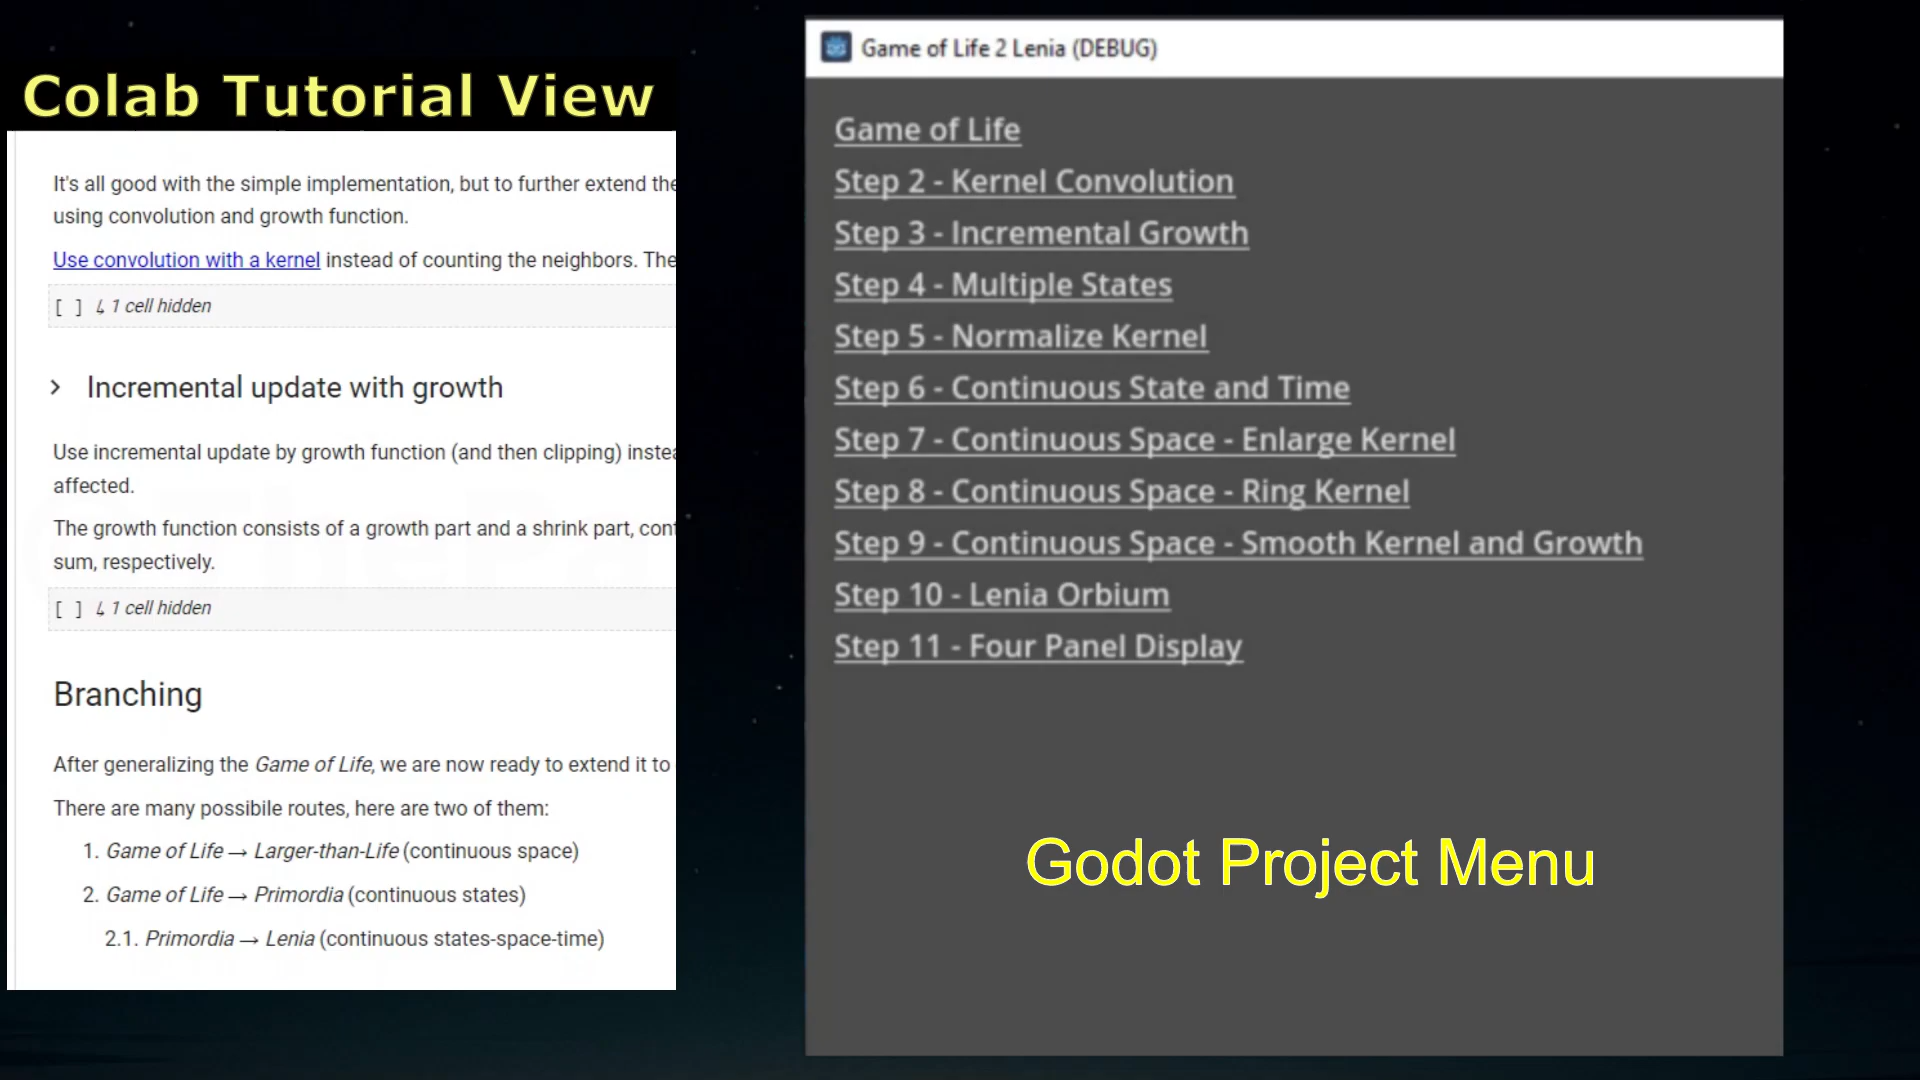 Colab Tutorial View
It's all good with the simple implementation, but to further extend the
using convolution and growth function.
Use convolution with a kernel instead of counting the neighbors. The
[ ] ↳ 1 cell hidden
> Incremental update with growth
Use incremental update by growth function (and then clipping) inste
affected.
The growth function consists of a growth part and a shrink part, con
sum, respectively.
[ ] ↳ 1 cell hidden
Branching
After generalizing the Game of Life, we are now ready to extend it to
There are many possibile routes, here are two of them:
1. Game of Life → Larger-than-Life (continuous space)
2. Game of Life → Primordia (continuous states)
2.1. Primordia → Lenia (continuous states-space-time)
Game of Life 2 Lenia (DEBUG)
Game of Life
Step 2 - Kernel Convolution
Step 3 - Incremental Growth
Step 4 - Multiple States
Step 5 - Normalize Kernel
Step 6 - Continuous State and Time
Step 7 - Continuous Space - Enlarge Kernel
Step 8 - Continuous Space - Ring Kernel
Step 9 - Continuous Space - Smooth Kernel and Growth
Step 10 - Lenia Orbium
Step 11 - Four Panel Display
Godot Project Menu